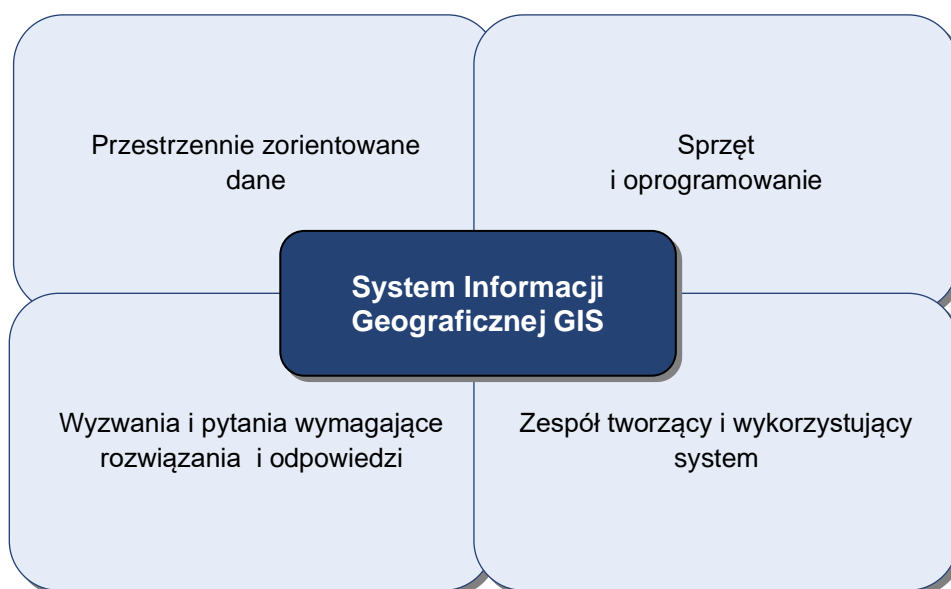 Przestrzennie zorientowane
dane
Sprzęt
i oprogramowanie
System Informacji
Geograficznej GIS
Wyzwania i pytania wymagające
rozwiązania  i odpowiedzi
Zespół tworzący i wykorzystujący
system